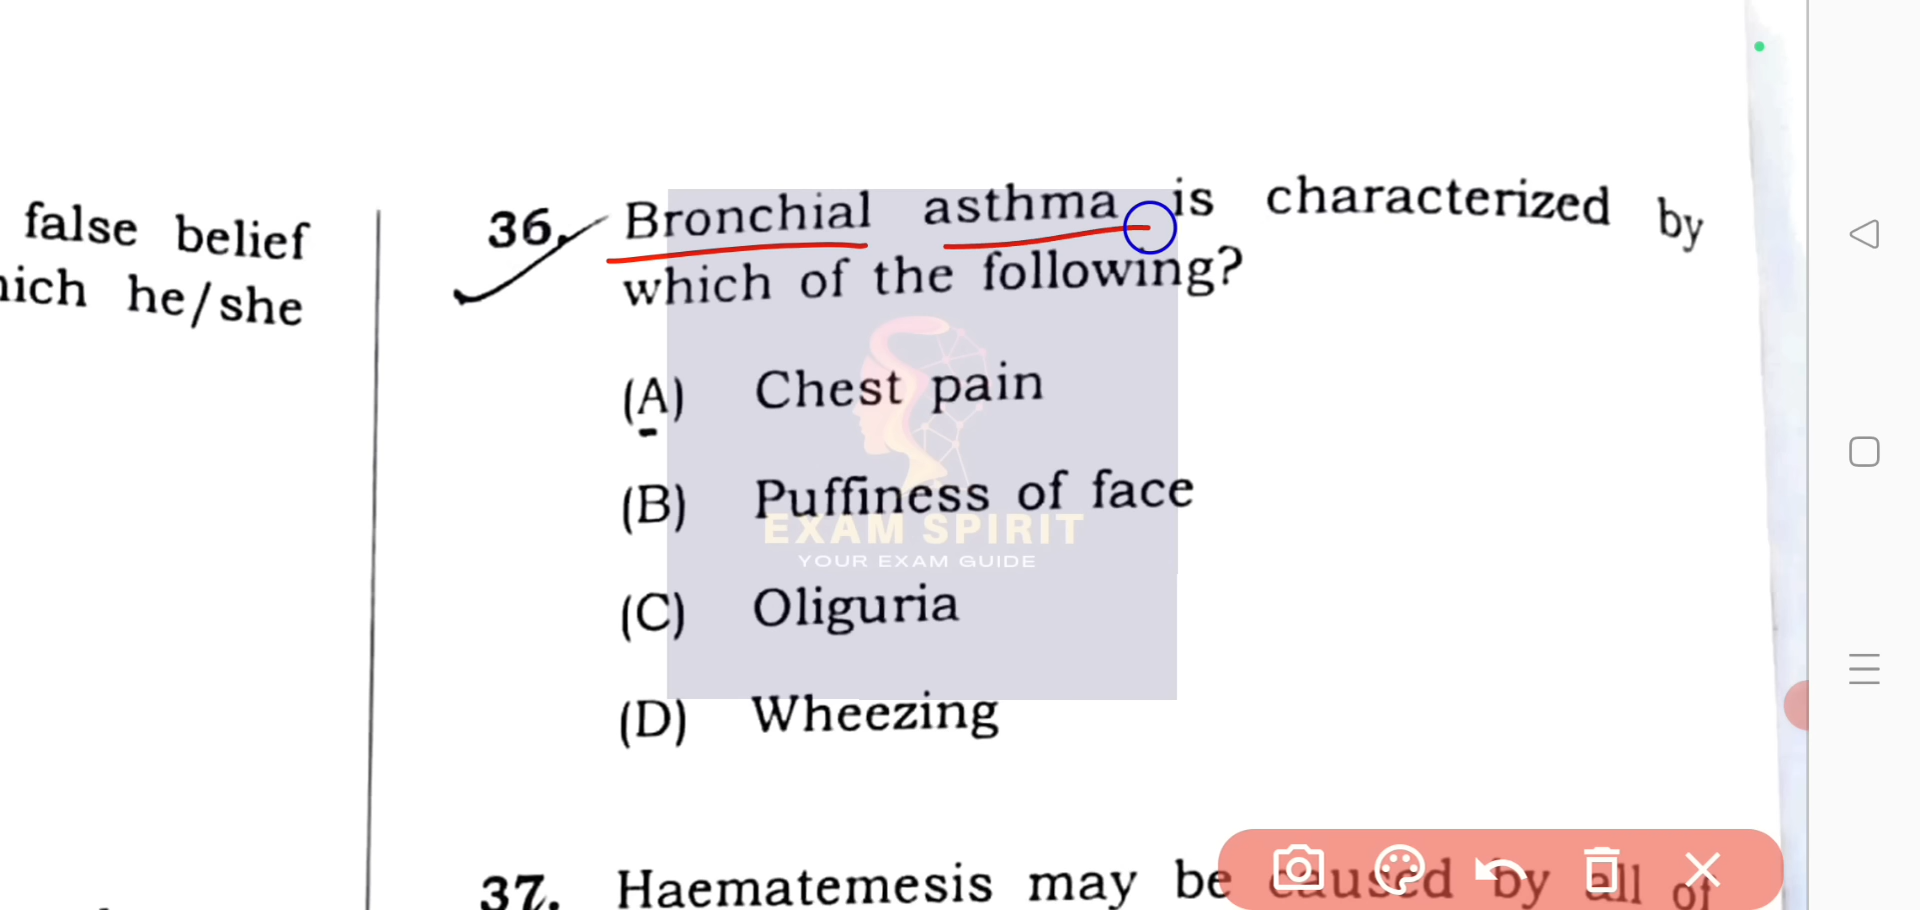 false belief
hich he/she
36. Bronchial asthma is characterized by
which of the following?
(A) Chest pain
(B) Puffiness of face
EXAM SPIRIT
YOUR EXAM GUIDE
(C) Oliguria
(D) Wheezing
37. Haematemesis may be caused by all of